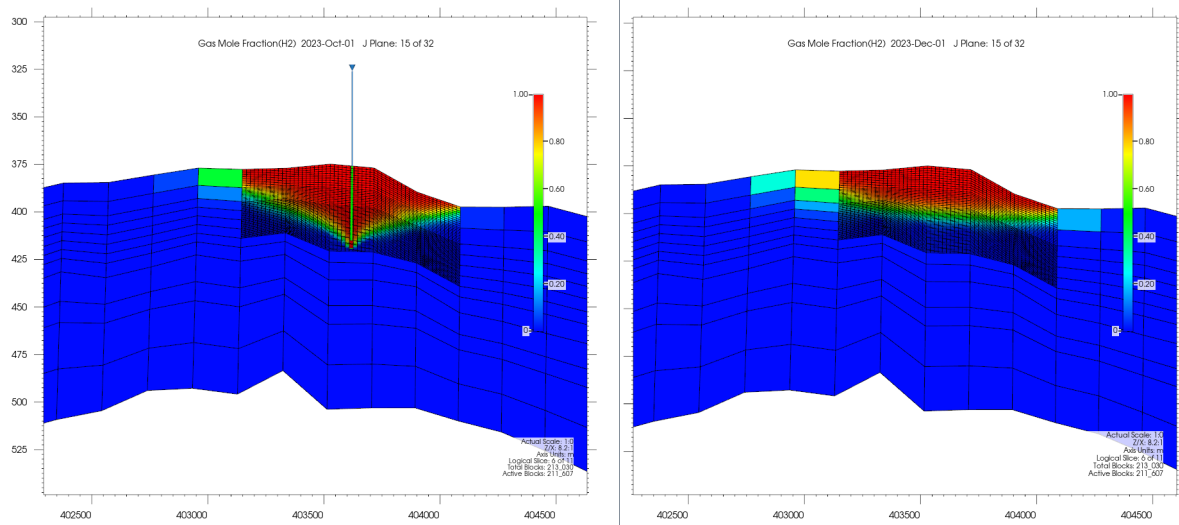 Gas Mole Fraction(H2) 2023-Oct-01 J Plane: 15 of 32
300
325
350
375
400
425
450
475
500
525
1.00
0.80
0.60
0.40
0.20
0
Actual Scale: 1:0
Z/X: 8.2:1
Axis Units: m
Logical Slice: 6 of 11
Total Blocks: 213_030
Active Blocks: 211_607
402500
403000
403500
404000
404500
Gas Mole Fraction(H2) 2023-Dec-01 J Plane: 15 of 32
1.00
0.80
0.60
0.40
0.20
0
Actual Scale: 1:0
Z/X: 8.2:1
Axis Units: m
Logical Slice: 6 of 11
Total Blocks: 213_030
Active Blocks: 211_607
402500
403000
403500
404000
404500